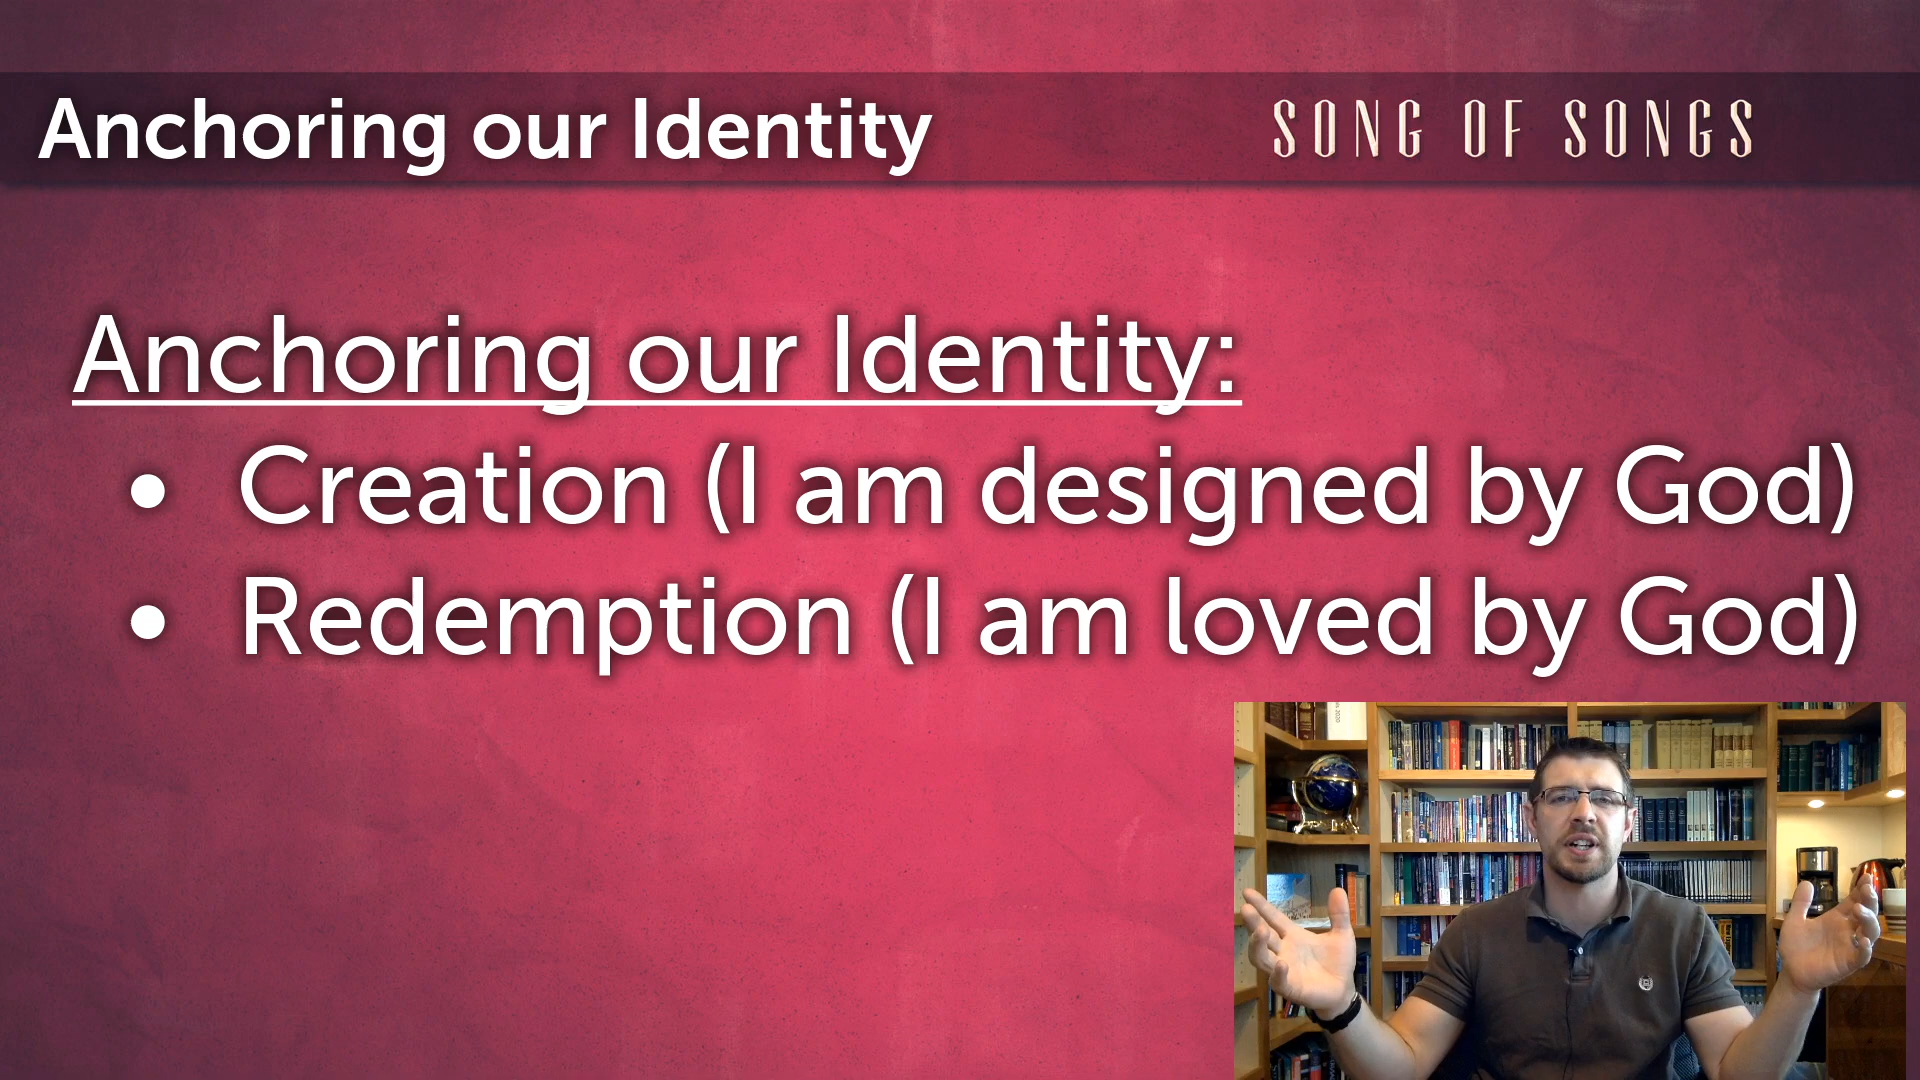 Anchoring our Identity
SONG OF SONGS
Anchoring our Identity:
• Creation (I am designed by God)
• Redemption (I am loved by God)